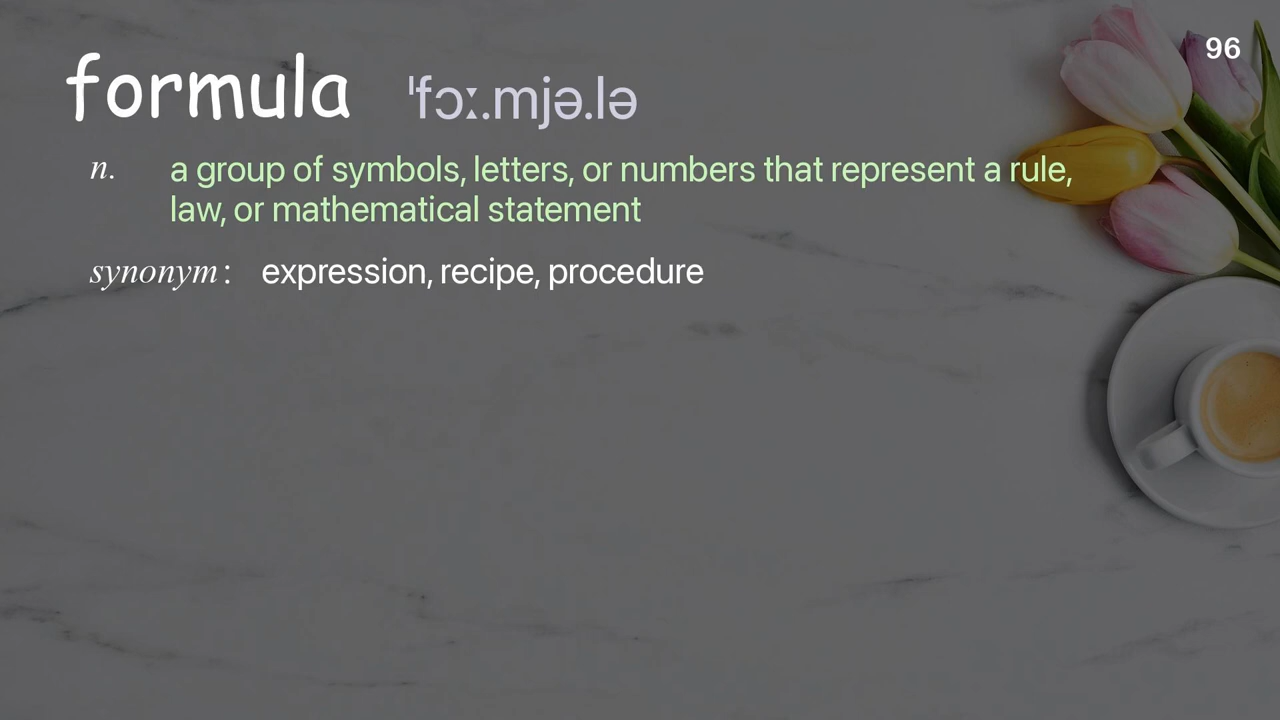 96
formula ˈfɔː.mjə.lə
n. a group of symbols, letters, or numbers that represent a rule,
law, or mathematical statement
synonym: expression, recipe, procedure